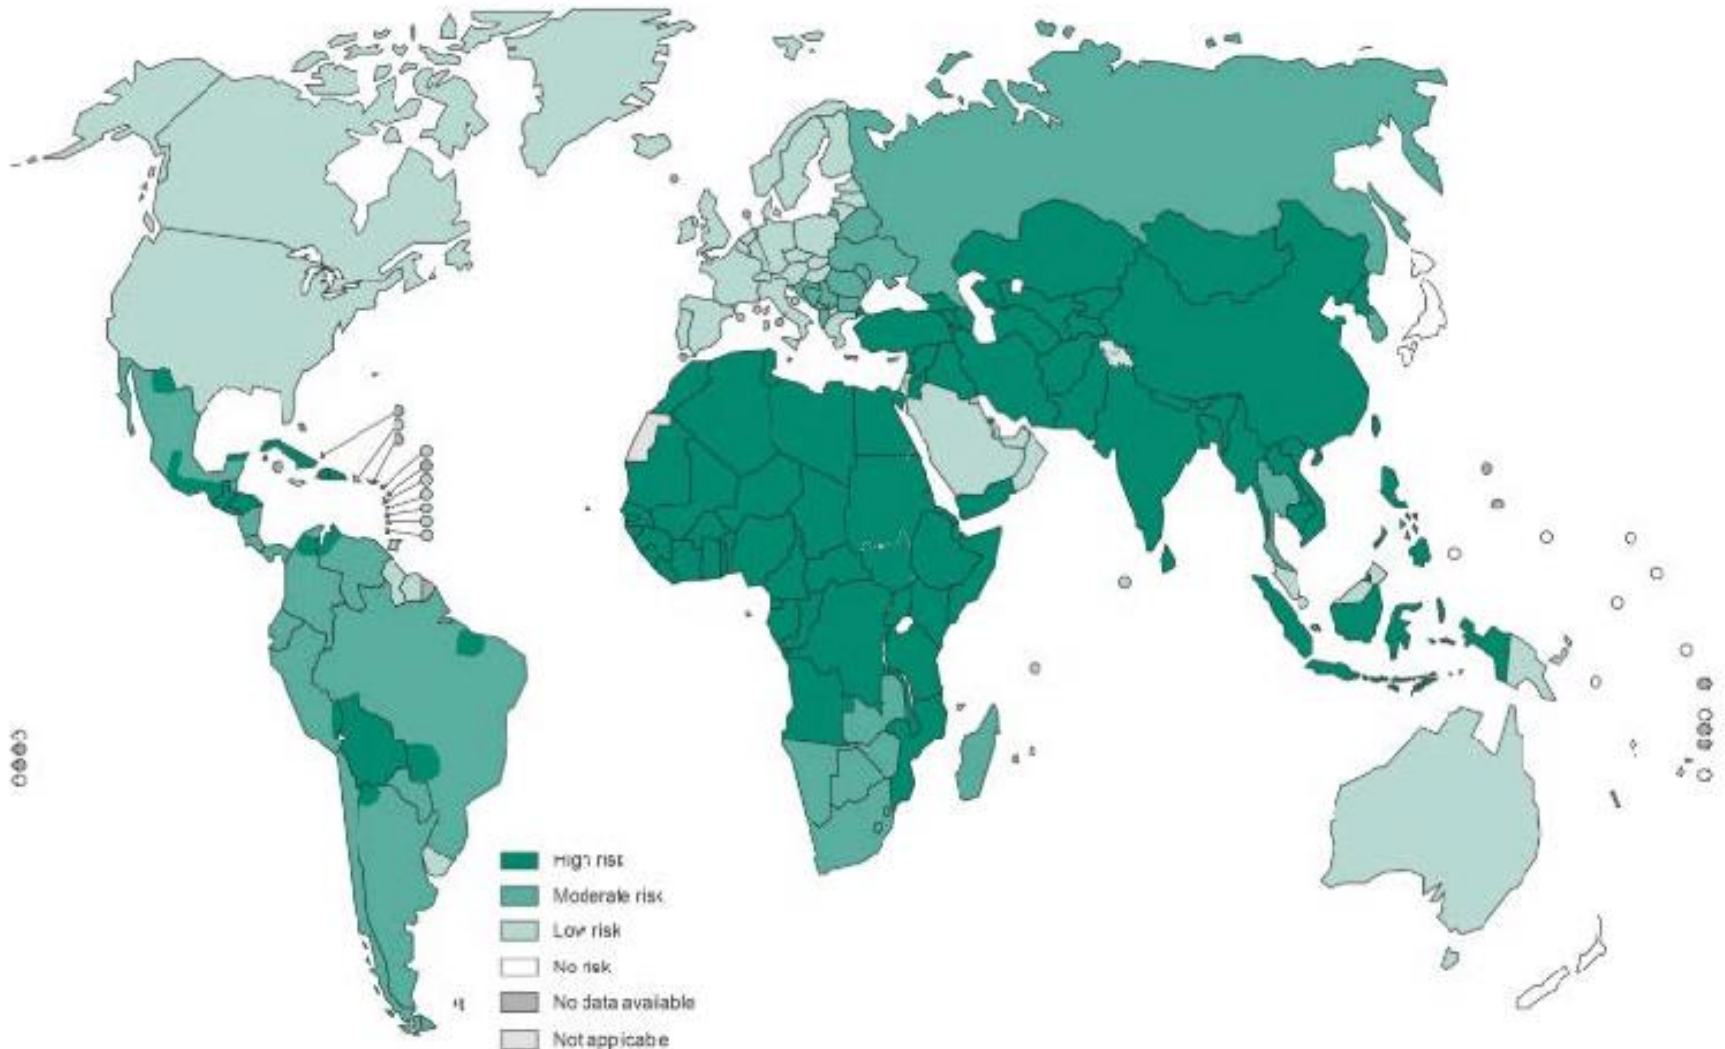 High risk
Moderate risk
Low risk
No risk
No data available
Not applicable